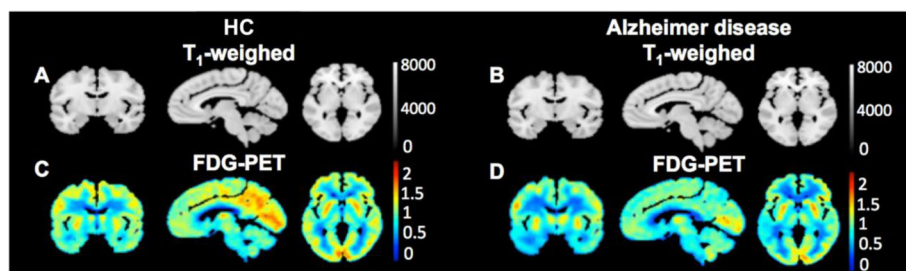 HC
T1-weighed
Alzheimer disease
T1-weighed
A
8000
4000
0
B
8000
4000
0
C
FDG-PET
2
1.5
1
0.5
0
D
FDG-PET
2
1.5
1
0.5
0